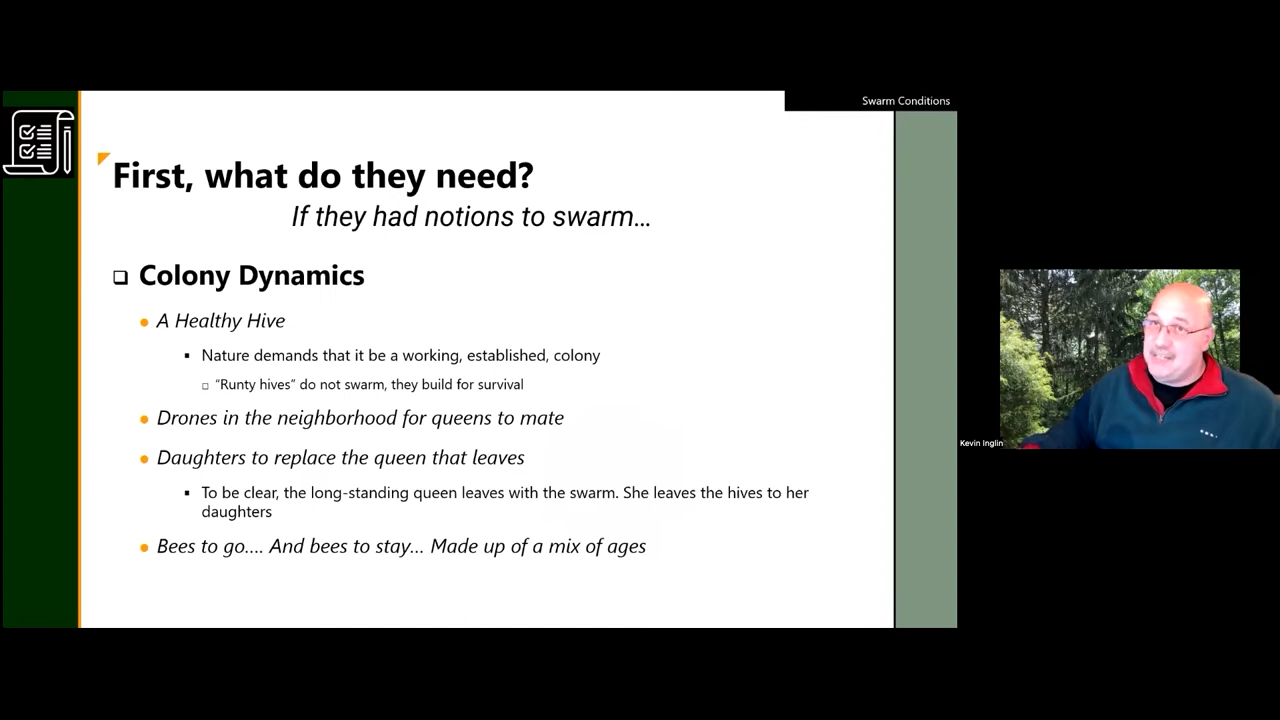 Swarm Conditions
First, what do they need?
If they had notions to swarm...
Colony Dynamics
A Healthy Hive
Nature demands that it be a working, established, colony
“Runty hives” do not swarm, they build for survival
Drones in the neighborhood for queens to mate
Daughters to replace the queen that leaves
To be clear, the long-standing queen leaves with the swarm. She leaves the hives to her
daughters
Bees to go.... And bees to stay... Made up of a mix of ages
Kevin Inglin